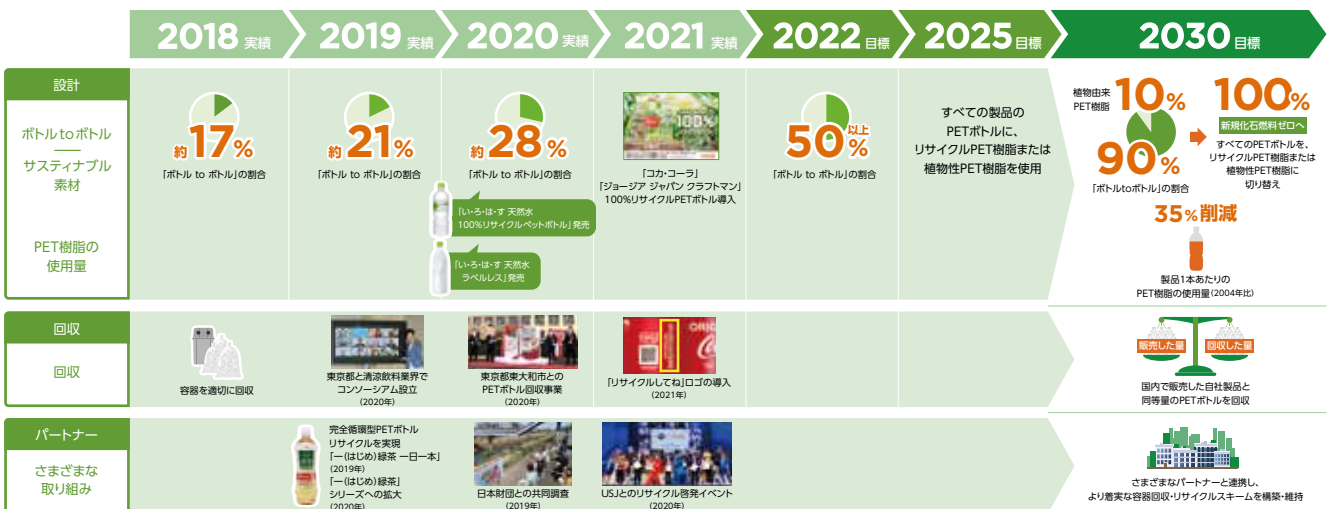 2018 実績
2019 実績
2020 実績
2021 実績
2022 目標
2025 目標
2030 目標
設計
ボトルtoボトル
サスティナブル
素材
PET樹脂の
使用量
約17%
「ボトル to ボトル」の割合
約21%
「ボトル to ボトル」の割合
約28%
「ボトル to ボトル」の割合
「い・ろ・は・す 天然水
100%リサイクルペットボトル」発売
「い・ろ・は・す 天然水
ラベルレス」発売
100%
「コカ・コーラ」
「ジョージア ジャパン クラフトマン」
100%リサイクルPETボトル導入
50%以上
「ボトル to ボトル」の割合
すべての製品の
PETボトルに、
リサイクルPET樹脂または
植物性PET樹脂を使用
植物由来
PET樹脂
10%
90%
「ボトルtoボトル」の割合
100%
新規化石燃料ゼロへ
すべてのPETボトルを、
リサイクルPET樹脂または
植物性PET樹脂に
切り替え
35%削減
製品1本あたりの
PET樹脂の使用量(2004年比)
回収
回収
容器を適切に回収
東京都と清涼飲料業界で
コンソーシアム設立
(2020年)
東京都東大和市との
PETボトル回収事業
(2020年)
「リサイクルしてね」ロゴの導入
(2021年)
販売した量
回収した量
国内で販売した自社製品と
同等量のPETボトルを回収
パートナー
さまざまな
取り組み
完全循環型PETボトル
リサイクルを実現
「一(はじめ)緑茶 一日一本」
(2019年)
「一(はじめ)緑茶」
シリーズへの拡大
(2020年)
日本財団との共同調査
(2019年)
USJとのリサイクル啓発イベント
(2020年)
さまざまなパートナーと連携し、
より着実な容器回収・リサイクルスキームを構築・維持